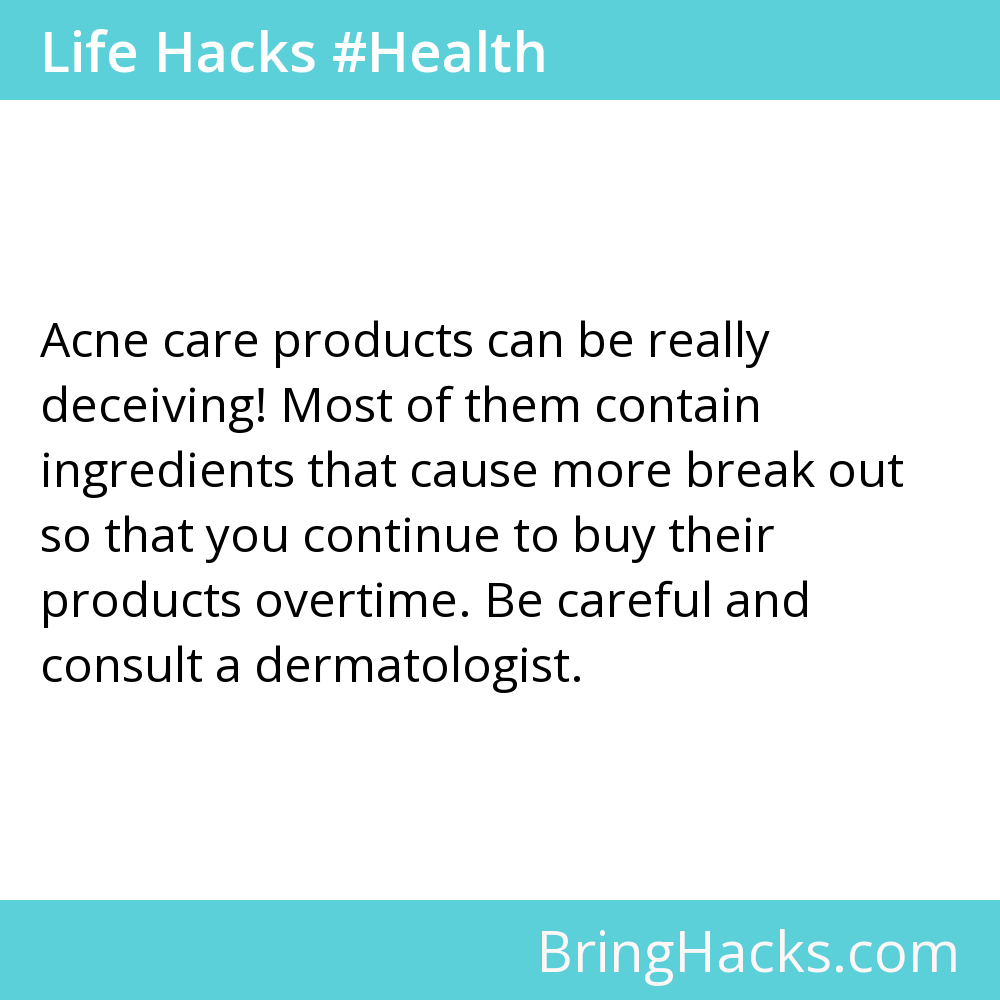 Life Hacks #Health
Acne care products can be really
deceiving! Most of them contain
ingredients that cause more break out
so that you continue to buy their
products overtime. Be careful and
consult a dermatologist.
BringHacks.com